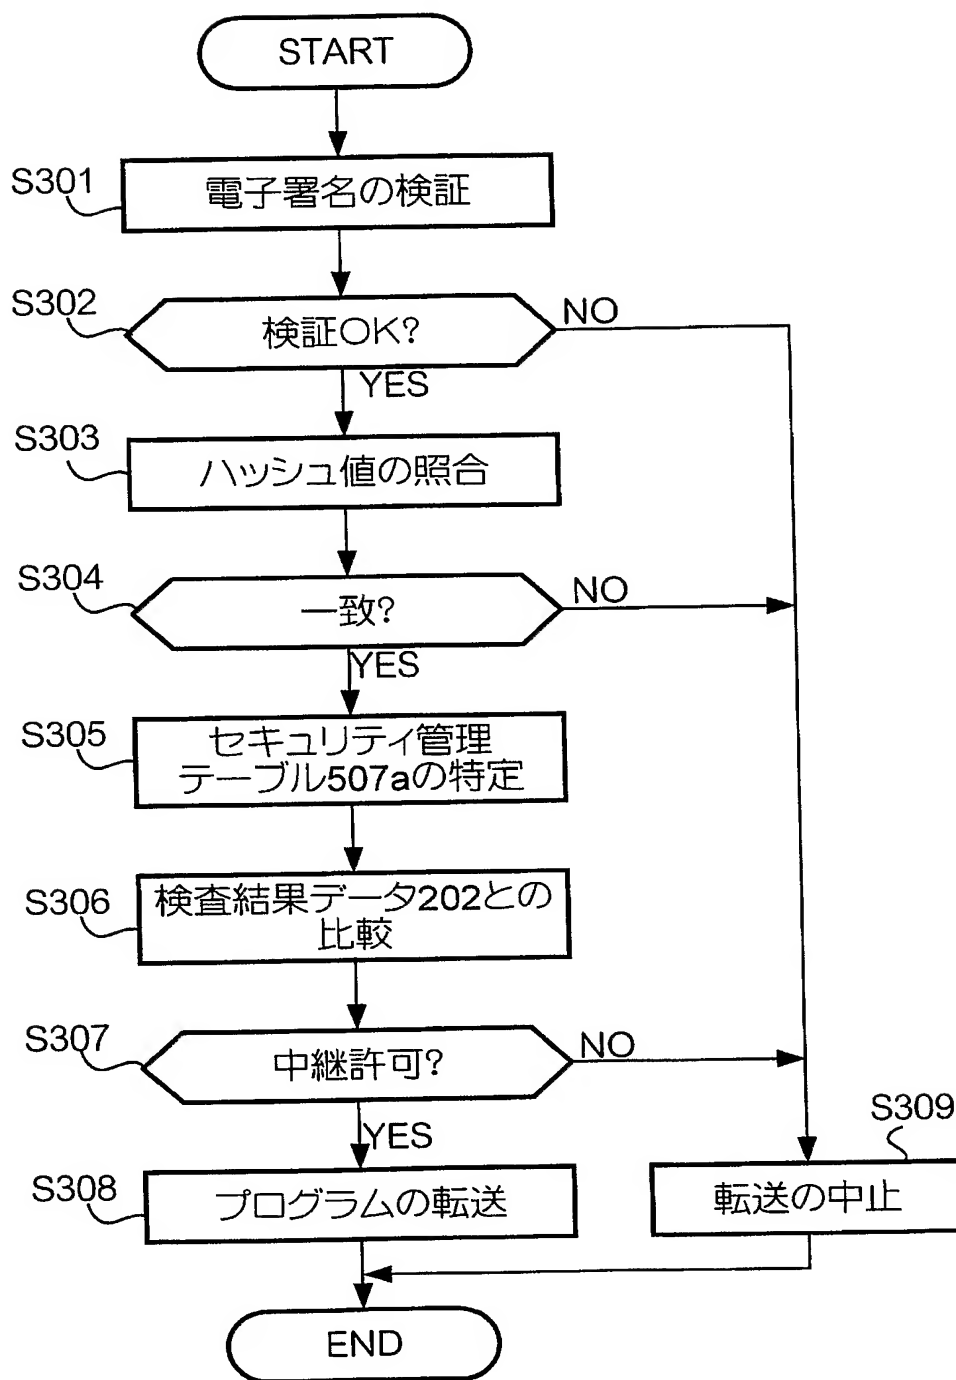 START
S301
電子署名の検証
S302
検証OK?
NO
YES
S303
ハッシュ値の照合
S304
一致?
NO
YES
S305
セキュリティ管理
テーブル507aの特定
S306
検査結果データ202との
比較
S307
中継許可?
NO
YES
S309
S308
プログラムの転送
転送の中止
END